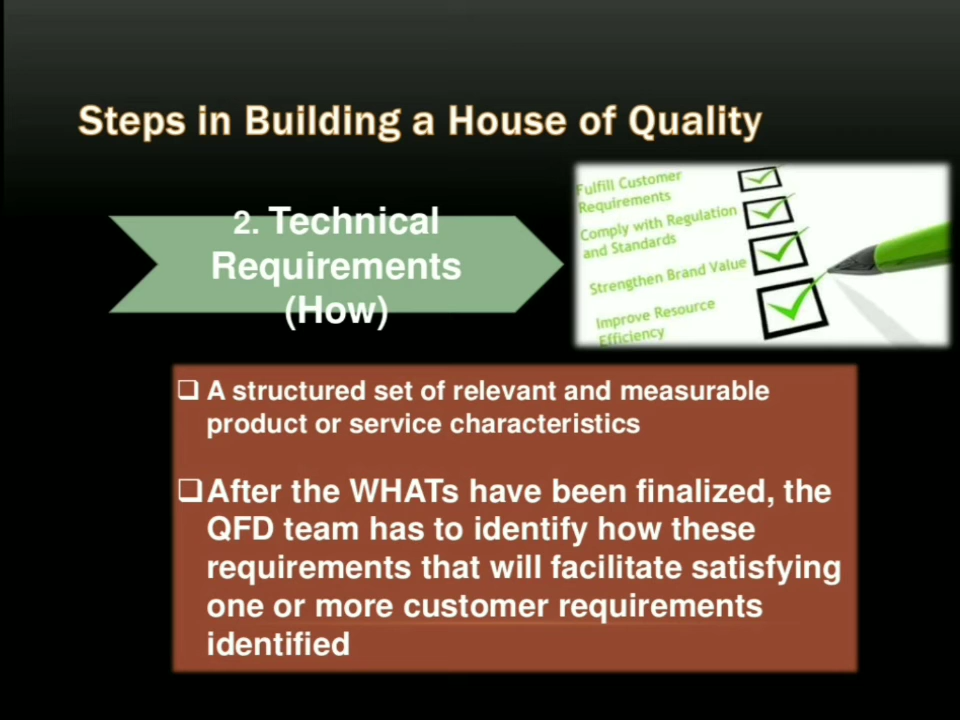 Steps in Building a House of Quality
2. Technical
Requirements
(How)
Fulfill Customer
Requirements
Comply with Regulation
and Standards
Strengthen Brand Value
Improve Resource
Efficiency
❑ A structured set of relevant and measurable
product or service characteristics
❑After the WHATs have been finalized, the
QFD team has to identify how these
requirements that will facilitate satisfying
one or more customer requirements
identified